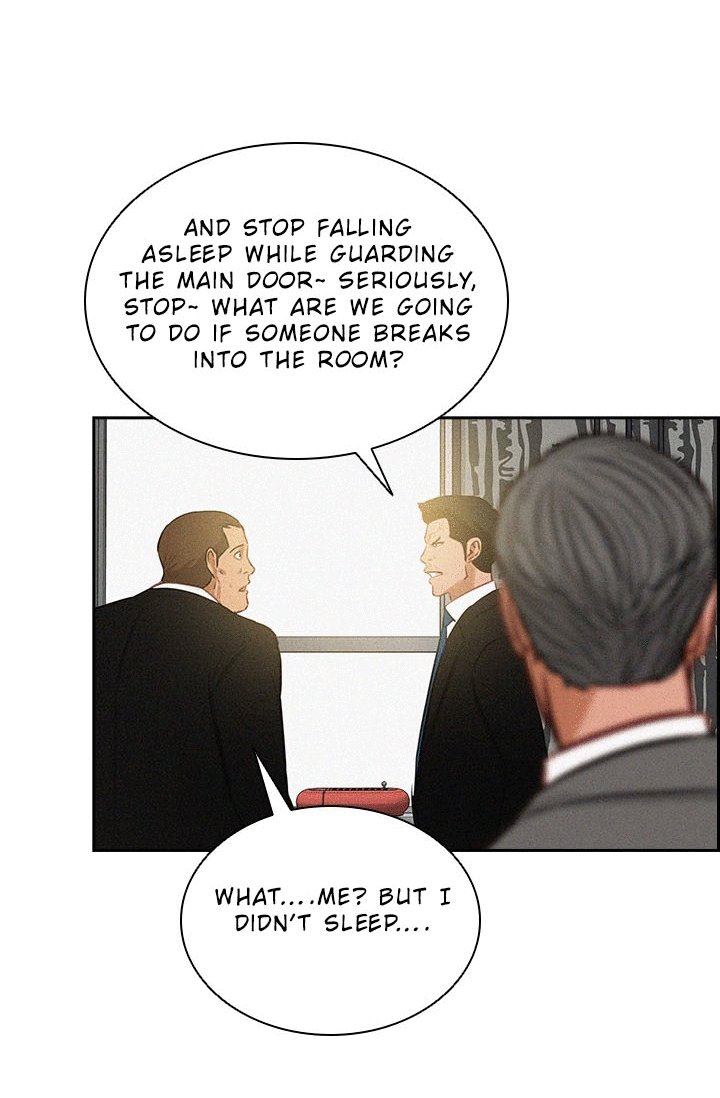 AND STOP FALLING
ASLEEP WHILE GUARDING
THE MAIN DOOR~ SERIOUSLY,
STOP~ WHAT ARE WE GOING
TO DO IF SOMEONE BREAKS
INTO THE ROOM?
WHAT....ME? BUT I
DIDN'T SLEEP....